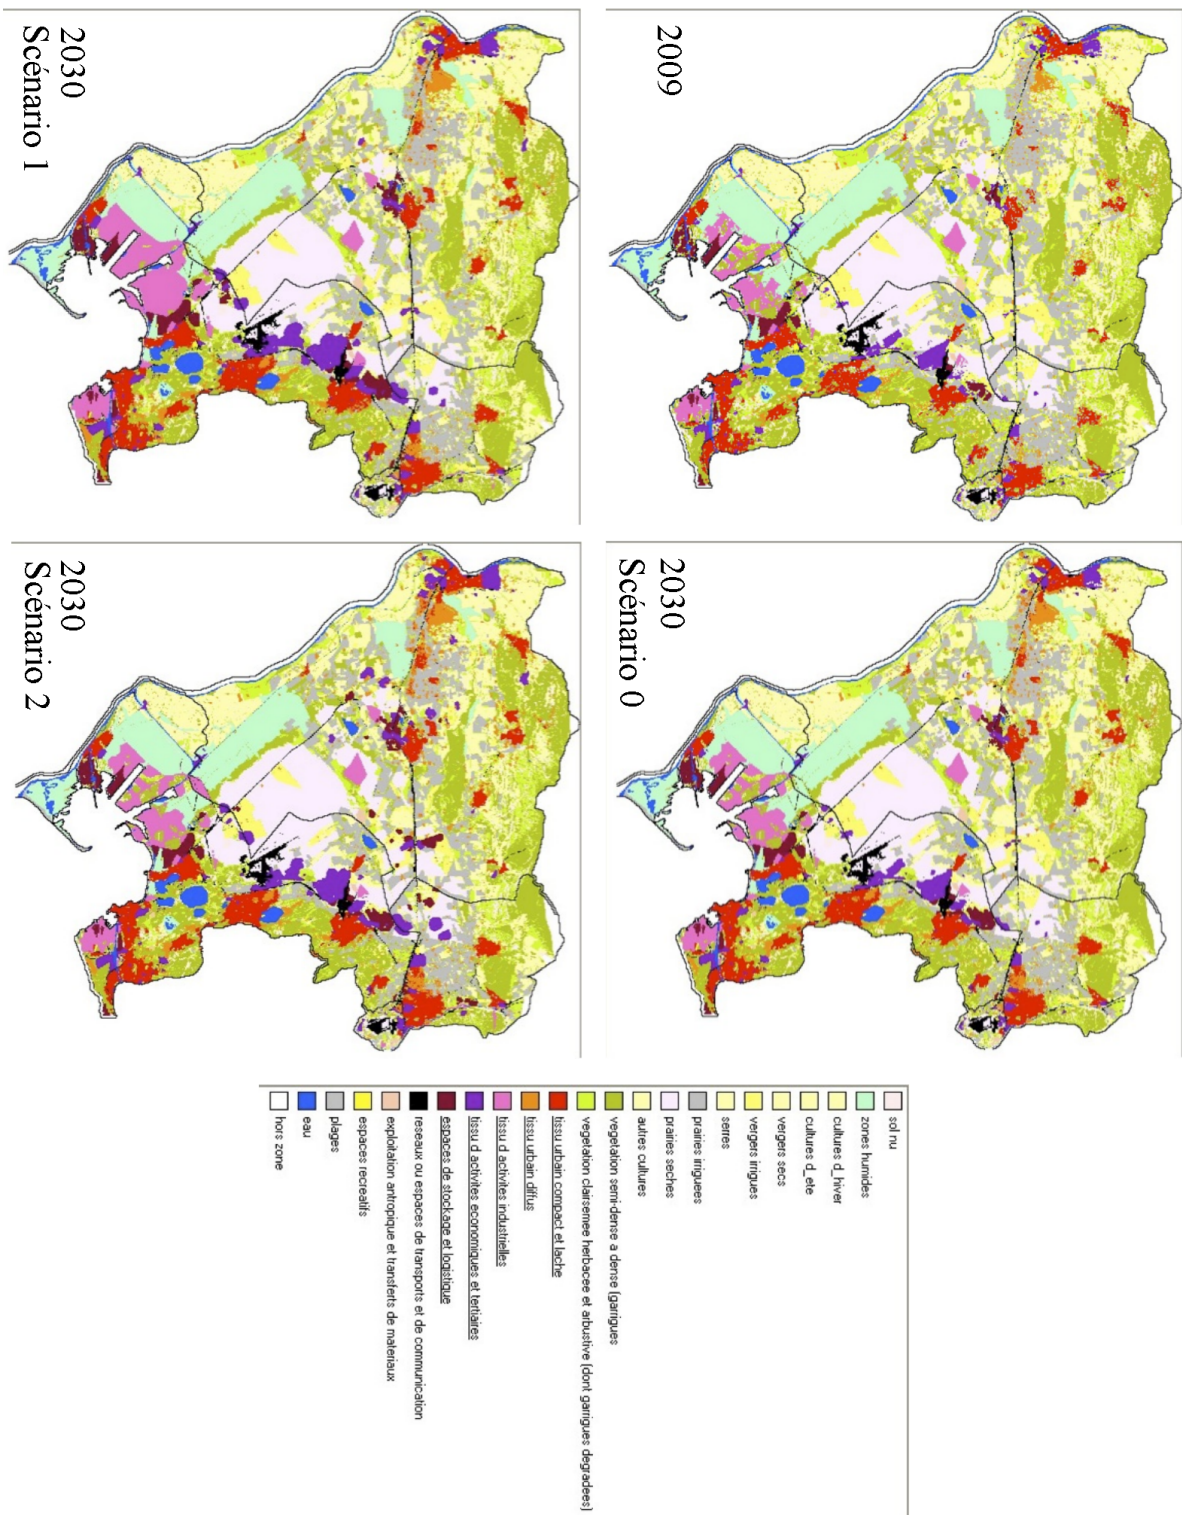 2009
2030
Scénario 0
2030
Scénario 1
2030
Scénario 2
sol nu
zones humides
cultures d_hiver
cultures d_ete
vergers secs
vergers irrigues
serres
prairies irriguees
prairies seches
autres cultures
vegetation semi-dense a dense (garrigues
vegetation clairsemee herbacee et arbustive (dont garrigues degradees)
tissu urbain compact et lache
tissu urbain diffus
tissu d activites industrielles
tissu d activites economiques et tertiaires
espaces de stockage et logistique
reseaux ou espaces de transports et de communication
exploitation antropique et transferts de materiaux
espaces recreatifs
plages
eau
hors zone